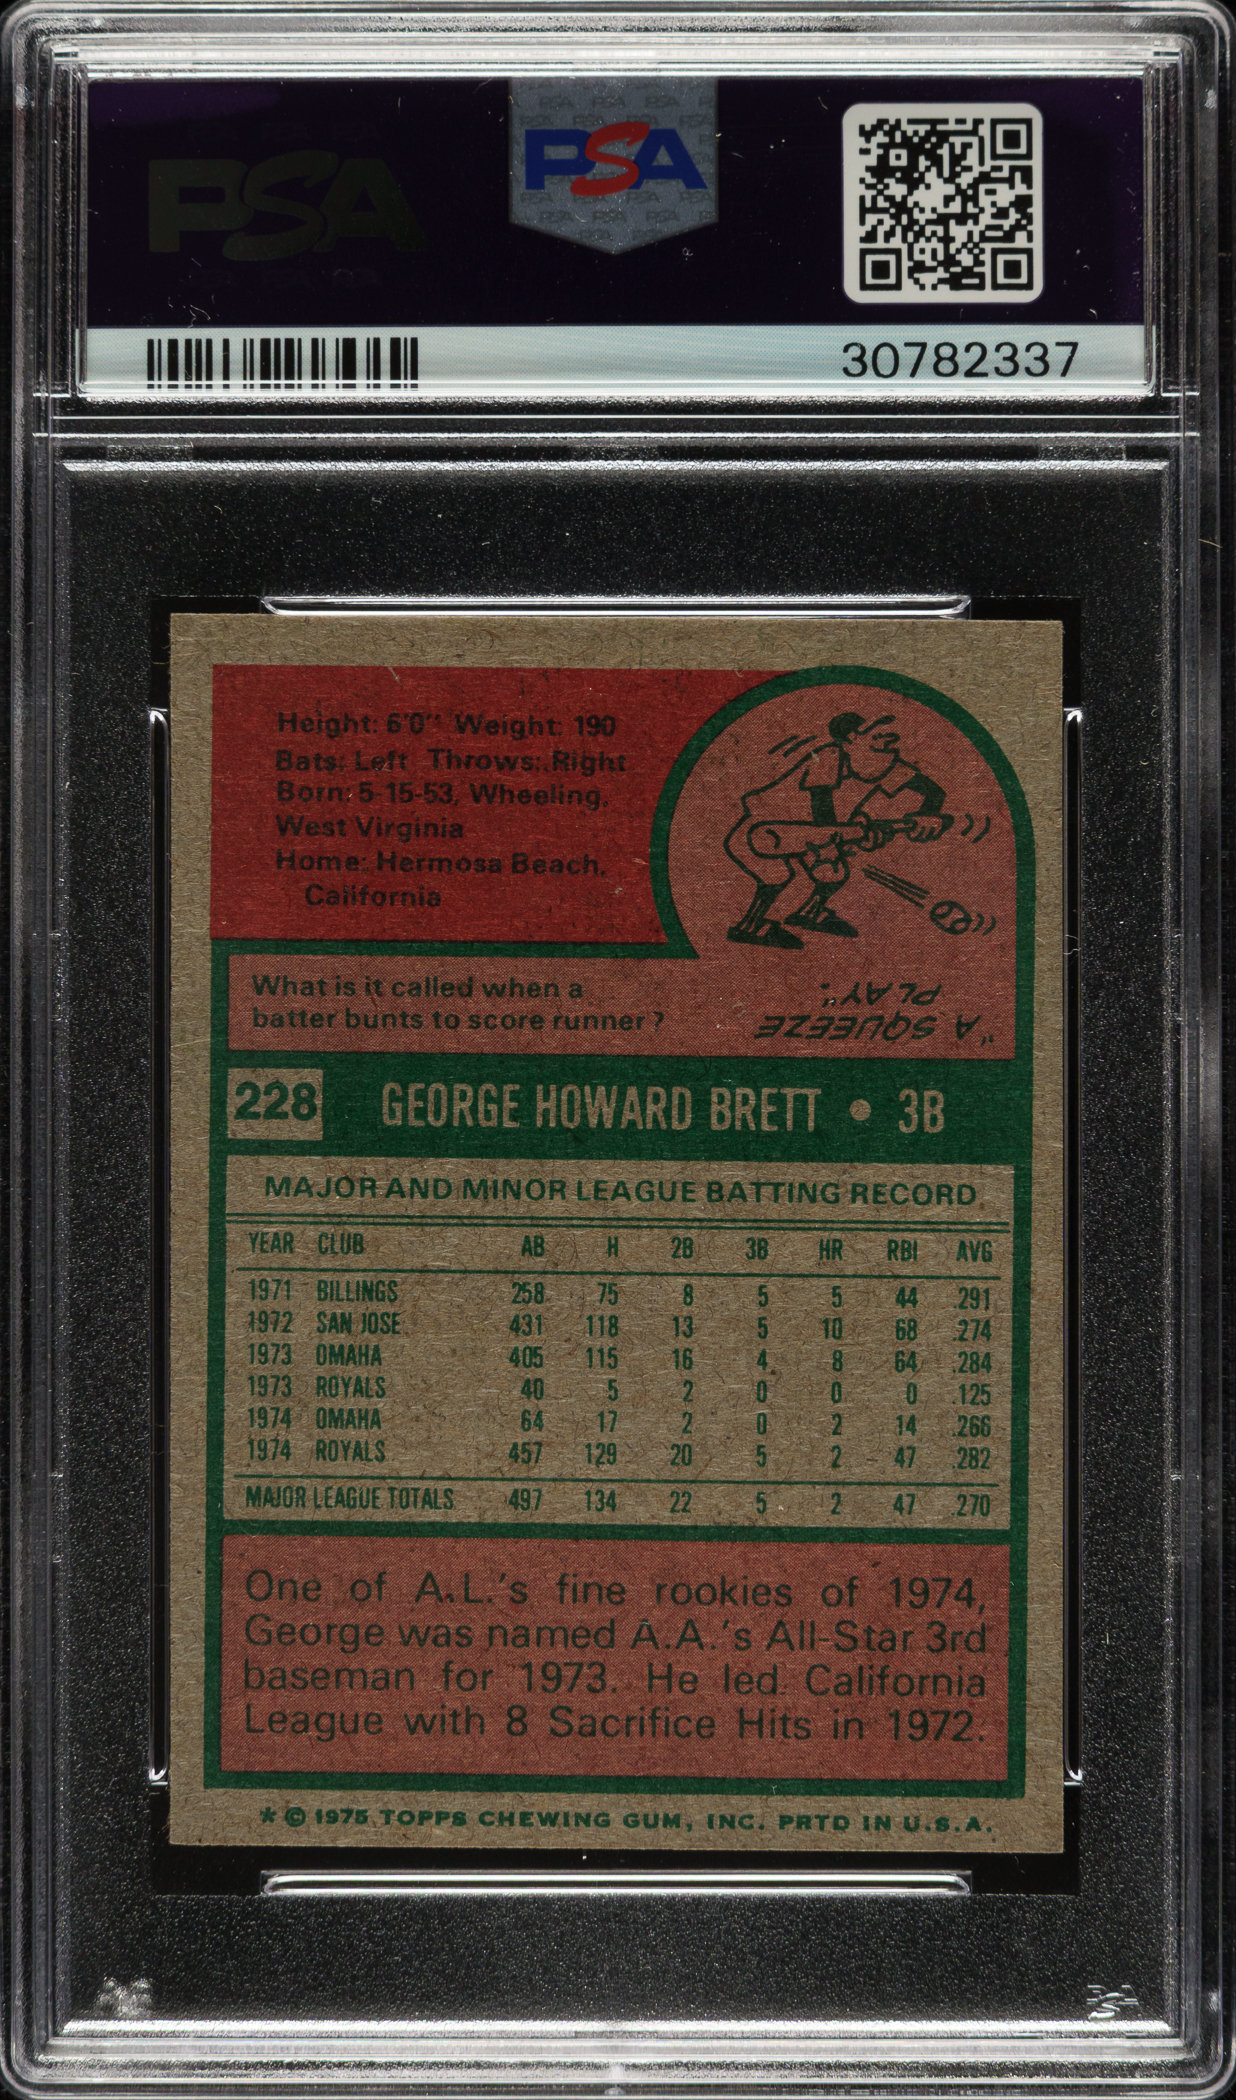 PSA
PSA
30782337
Height: 6'0" Weight: 190
Bats: Left Throws: Right
Born: 5-15-53, Wheeling,
West Virginia
Home: Hermosa Beach,
California
What is it called when a
batter bunts to score runner?
"A SQUEEZE
PLAY".
228 GEORGE HOWARD BRETT • 3B
MAJOR AND MINOR LEAGUE BATTING RECORD
YEAR CLUB AB H 2B 3B HR RBI AVG
1971 BILLINGS 258 75 8 5 5 44 .291
1972 SAN JOSE 431 118 13 5 10 68 .274
1973 OMAHA 405 115 16 4 8 64 .284
1973 ROYALS 40 5 2 0 0 0 .125
1974 OMAHA 64 17 2 0 2 14 .266
1974 ROYALS 457 129 20 5 2 47 .282
MAJOR LEAGUE TOTALS 497 134 22 5 2 47 .270
One of A.L.'s fine rookies of 1974,
George was named A.A.'s All-Star 3rd
baseman for 1973. He led California
League with 8 Sacrifice Hits in 1972.
* © 1975 TOPPS CHEWING GUM, INC. PRTD IN U.S.A.
PSA